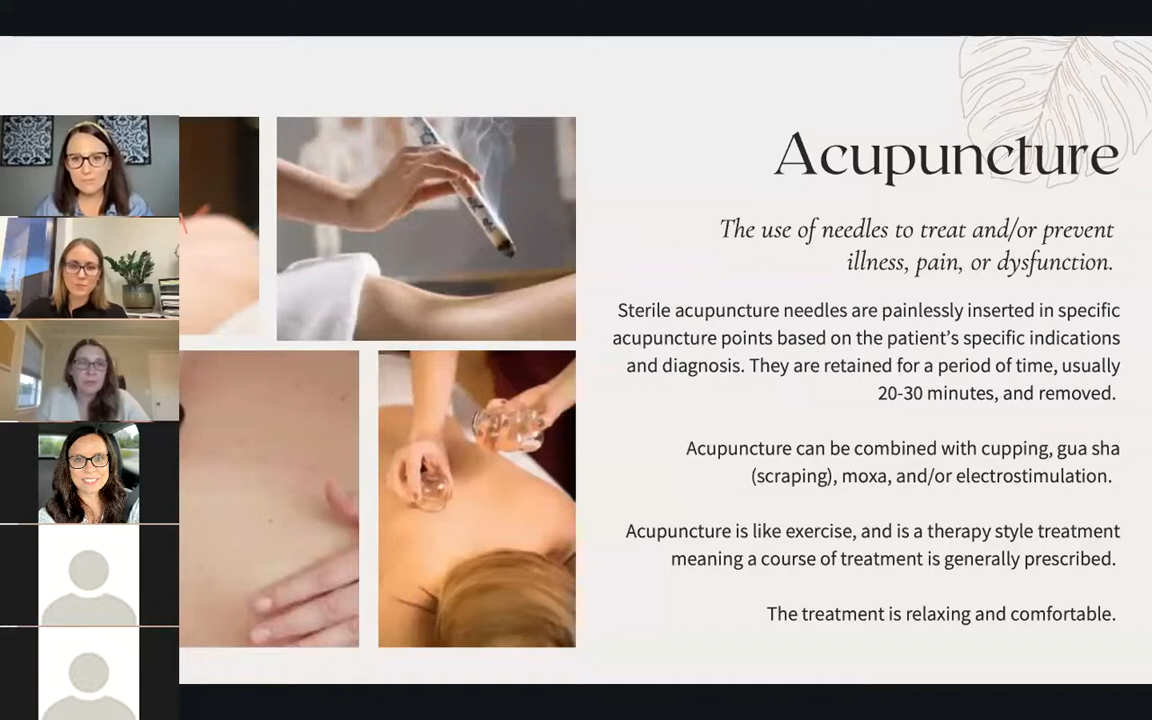 Acupuncture
The use of needles to treat and/or prevent
illness, pain, or dysfunction.
Sterile acupuncture needles are painlessly inserted in specific
acupuncture points based on the patient’s specific indications
and diagnosis. They are retained for a period of time, usually
20-30 minutes, and removed.
Acupuncture can be combined with cupping, gua sha
(scraping), moxa, and/or electrostimulation.
Acupuncture is like exercise, and is a therapy style treatment
meaning a course of treatment is generally prescribed.
The treatment is relaxing and comfortable.